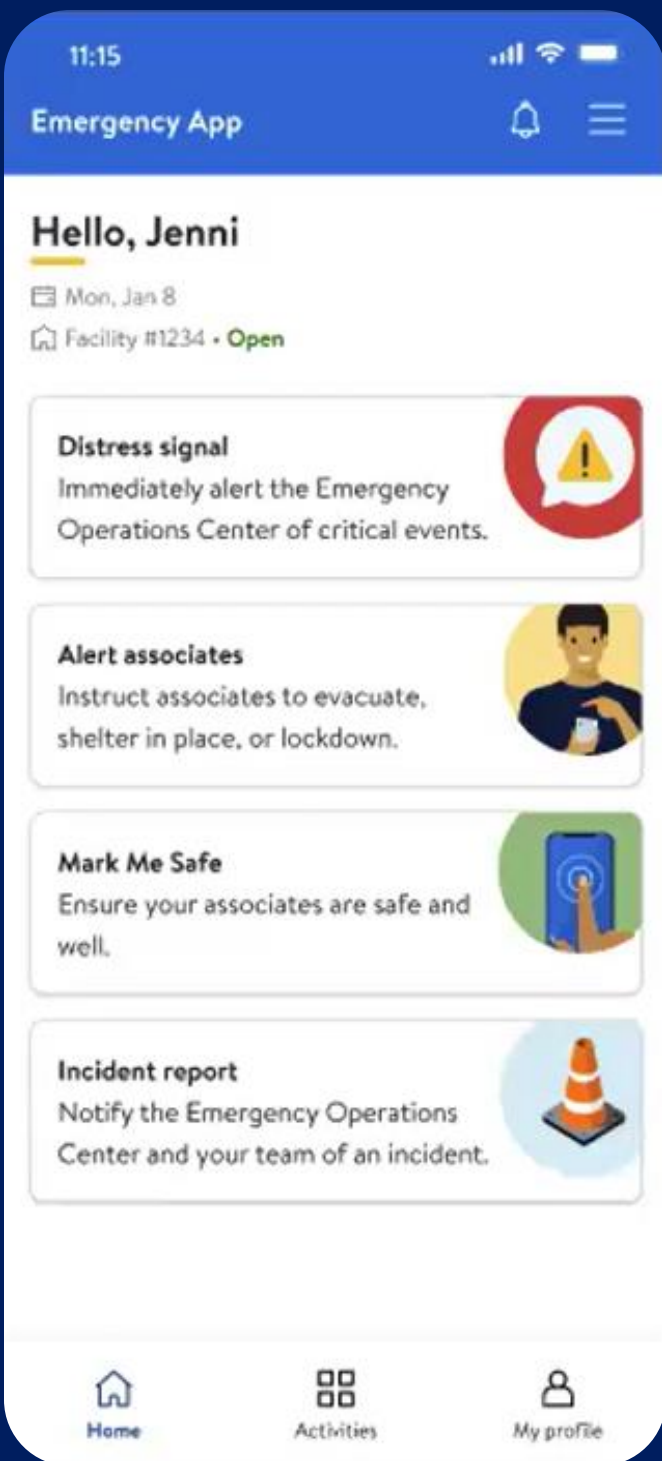 11:15
Emergency App
Hello, Jenni
Mon, Jan 8
Facility #1234 • Open
Distress signal
Immediately alert the Emergency
Operations Center of critical events.
Alert associates
Instruct associates to evacuate,
shelter in place, or lockdown.
Mark Me Safe
Ensure your associates are safe and
well.
Incident report
Notify the Emergency Operations
Center and your team of an incident.
Home
Activities
My profile